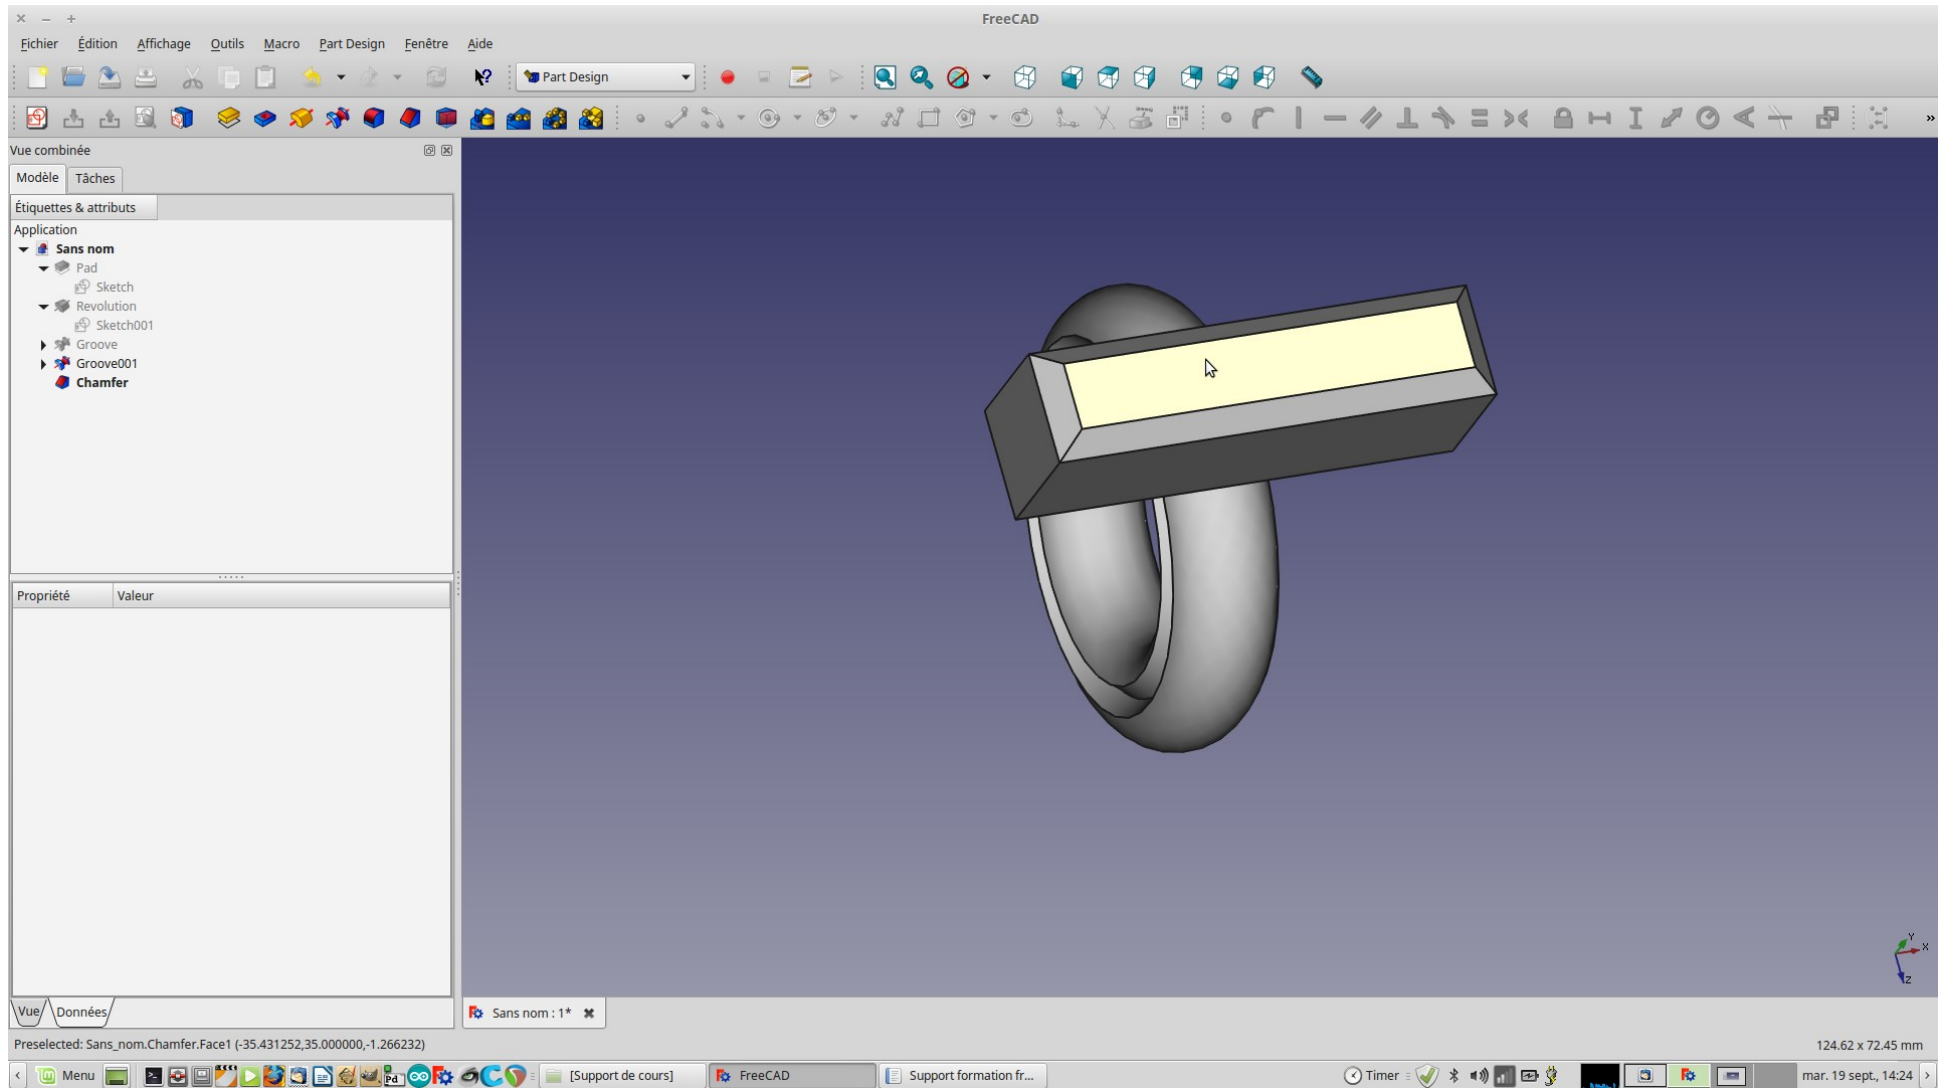 FreeCAD
Fichier Édition Affichage Outils Macro Part Design Fenêtre Aide
Part Design
Vue combinée
Modèle Tâches
Étiquettes & attributs
Application
Sans nom
Pad
Sketch
Revolution
Sketch001
Groove
Groove001
Chamfer
Propriété Valeur
Y
X
Z
Vue Données
Sans nom : 1*
Preselected: Sans_nom.Chamfer.Face1 (-35.431252,35.000000,-1.266232)
124.62 x 72.45 mm
Menu Pd [Support de cours] FreeCAD Support formation fr... Timer mar. 19 sept., 14:24